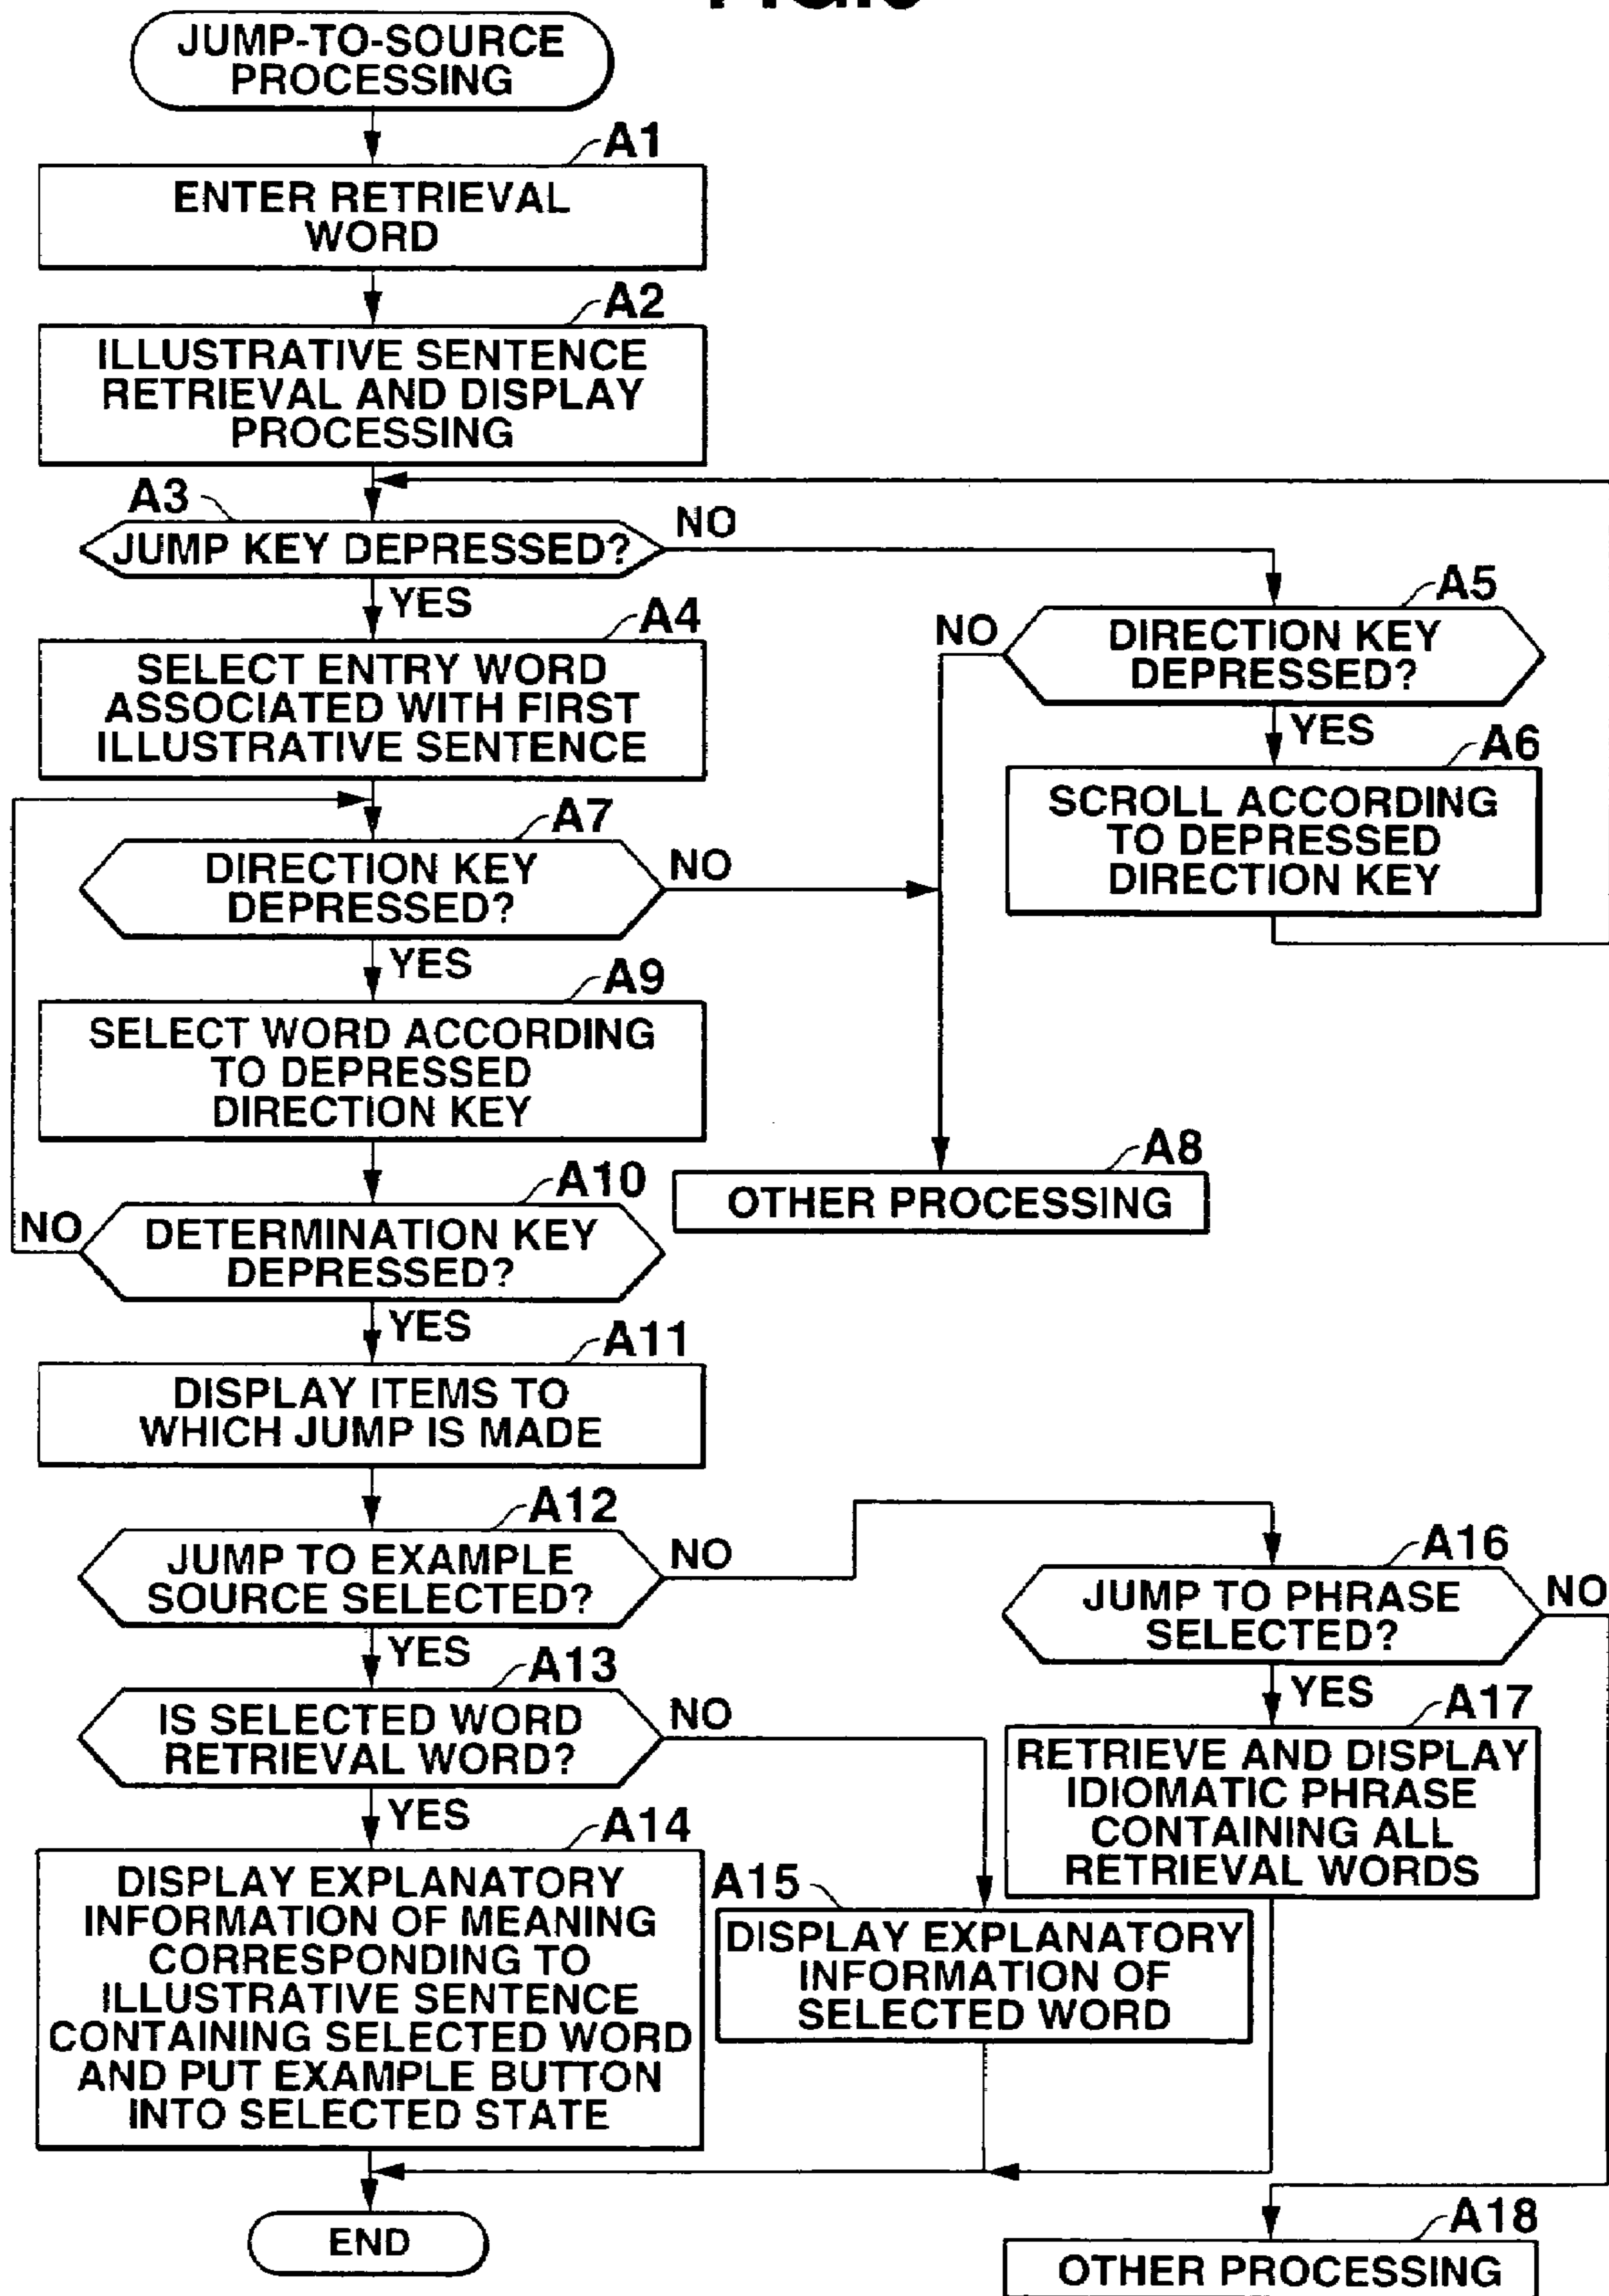 JUMP-TO-SOURCE
PROCESSING
A1
ENTER RETRIEVAL
WORD
A2
ILLUSTRATIVE SENTENCE
RETRIEVAL AND DISPLAY
PROCESSING
A3
JUMP KEY DEPRESSED?
NO
YES
A4
SELECT ENTRY WORD
ASSOCIATED WITH FIRST
ILLUSTRATIVE SENTENCE
A5
NO
DIRECTION KEY
DEPRESSED?
YES
A6
SCROLL ACCORDING
TO DEPRESSED
DIRECTION KEY
A7
DIRECTION KEY
DEPRESSED?
NO
YES
A9
SELECT WORD ACCORDING
TO DEPRESSED
DIRECTION KEY
A8
OTHER PROCESSING
A10
NO
DETERMINATION KEY
DEPRESSED?
YES
A11
DISPLAY ITEMS TO
WHICH JUMP IS MADE
A12
JUMP TO EXAMPLE
SOURCE SELECTED?
NO
YES
A16
JUMP TO PHRASE
SELECTED?
NO
YES
A13
IS SELECTED WORD
RETRIEVAL WORD?
NO
YES
A17
RETRIEVE AND DISPLAY
IDIOMATIC PHRASE
CONTAINING ALL
RETRIEVAL WORDS
A14
DISPLAY EXPLANATORY
INFORMATION OF MEANING
CORRESPONDING TO
ILLUSTRATIVE SENTENCE
CONTAINING SELECTED WORD
AND PUT EXAMPLE BUTTON
INTO SELECTED STATE
A15
DISPLAY EXPLANATORY
INFORMATION OF
SELECTED WORD
END
A18
OTHER PROCESSING